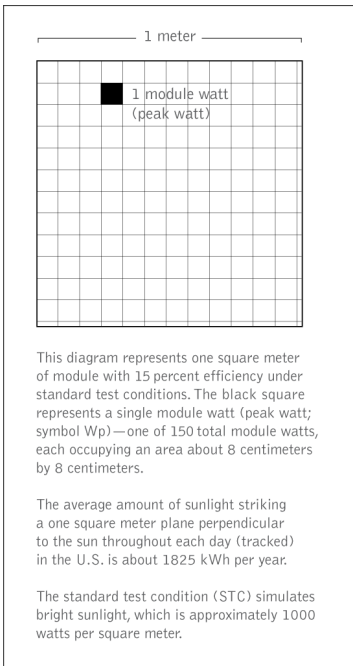 1 meter
1 module watt
(peak watt)
This diagram represents one square meter
of module with 15 percent efficiency under
standard test conditions. The black square
represents a single module watt (peak watt;
symbol Wp)—one of 150 total module watts,
each occupying an area about 8 centimeters
by 8 centimeters.
The average amount of sunlight striking
a one square meter plane perpendicular
to the sun throughout each day (tracked)
in the U.S. is about 1825 kWh per year.
The standard test condition (STC) simulates
bright sunlight, which is approximately 1000
watts per square meter.